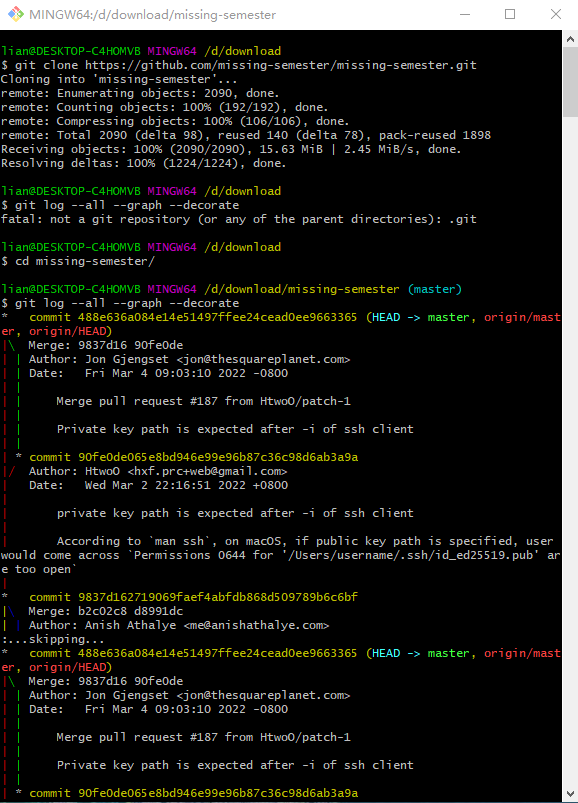 MINGW64:/d/download/missing-semester
lian@DESKTOP-C4HOMVB MINGW64 /d/download
$ git clone https://github.com/missing-semester/missing-semester.git
Cloning into 'missing-semester'...
remote: Enumerating objects: 2090, done.
remote: Counting objects: 100% (192/192), done.
remote: Compressing objects: 100% (106/106), done.
remote: Total 2090 (delta 98), reused 140 (delta 78), pack-reused 1898
Receiving objects: 100% (2090/2090), 15.63 MiB | 2.45 MiB/s, done.
Resolving deltas: 100% (1224/1224), done.
lian@DESKTOP-C4HOMVB MINGW64 /d/download
$ git log --all --graph --decorate
fatal: not a git repository (or any of the parent directories): .git
lian@DESKTOP-C4HOMVB MINGW64 /d/download
$ cd missing-semester/
lian@DESKTOP-C4HOMVB MINGW64 /d/download/missing-semester (master)
$ git log --all --graph --decorate
*   commit 488e636a084e14e51497ffee24cead0ee9663365 (HEAD -> master, origin/mast
er, origin/HEAD)
|\  Merge: 9837d16 90fe0de
| | Author: Jon Gjengset <jon@thesquareplanet.com>
| | Date:   Fri Mar 4 09:03:10 2022 -0800
| |
| |     Merge pull request #187 from HtwoO/patch-1
| |
| |     Private key path is expected after -i of ssh client
| |
| * commit 90fe0de065e8bd946e99e96b87c36c98d6ab3a9a
|/  Author: HtwoO <hxf.prc+web@gmail.com>
|   Date:   Wed Mar 2 22:16:51 2022 +0800
|
|       private key path is expected after -i of ssh client
|
|       According to `man ssh`, on macOS, if public key path is specified, user
would come across `Permissions 0644 for '/Users/username/.ssh/id_ed25519.pub' ar
e too open`
|
*   commit 9837d162719069faef4abfdb868d509789b6c6bf
|\  Merge: b2c02c8 d8991dc
| | Author: Anish Athalye <me@anishathalye.com>
:...skipping...
*   commit 488e636a084e14e51497ffee24cead0ee9663365 (HEAD -> master, origin/mast
er, origin/HEAD)
|\  Merge: 9837d16 90fe0de
| | Author: Jon Gjengset <jon@thesquareplanet.com>
| | Date:   Fri Mar 4 09:03:10 2022 -0800
| |
| |     Merge pull request #187 from HtwoO/patch-1
| |
| |     Private key path is expected after -i of ssh client
| |
| * commit 90fe0de065e8bd946e99e96b87c36c98d6ab3a9a